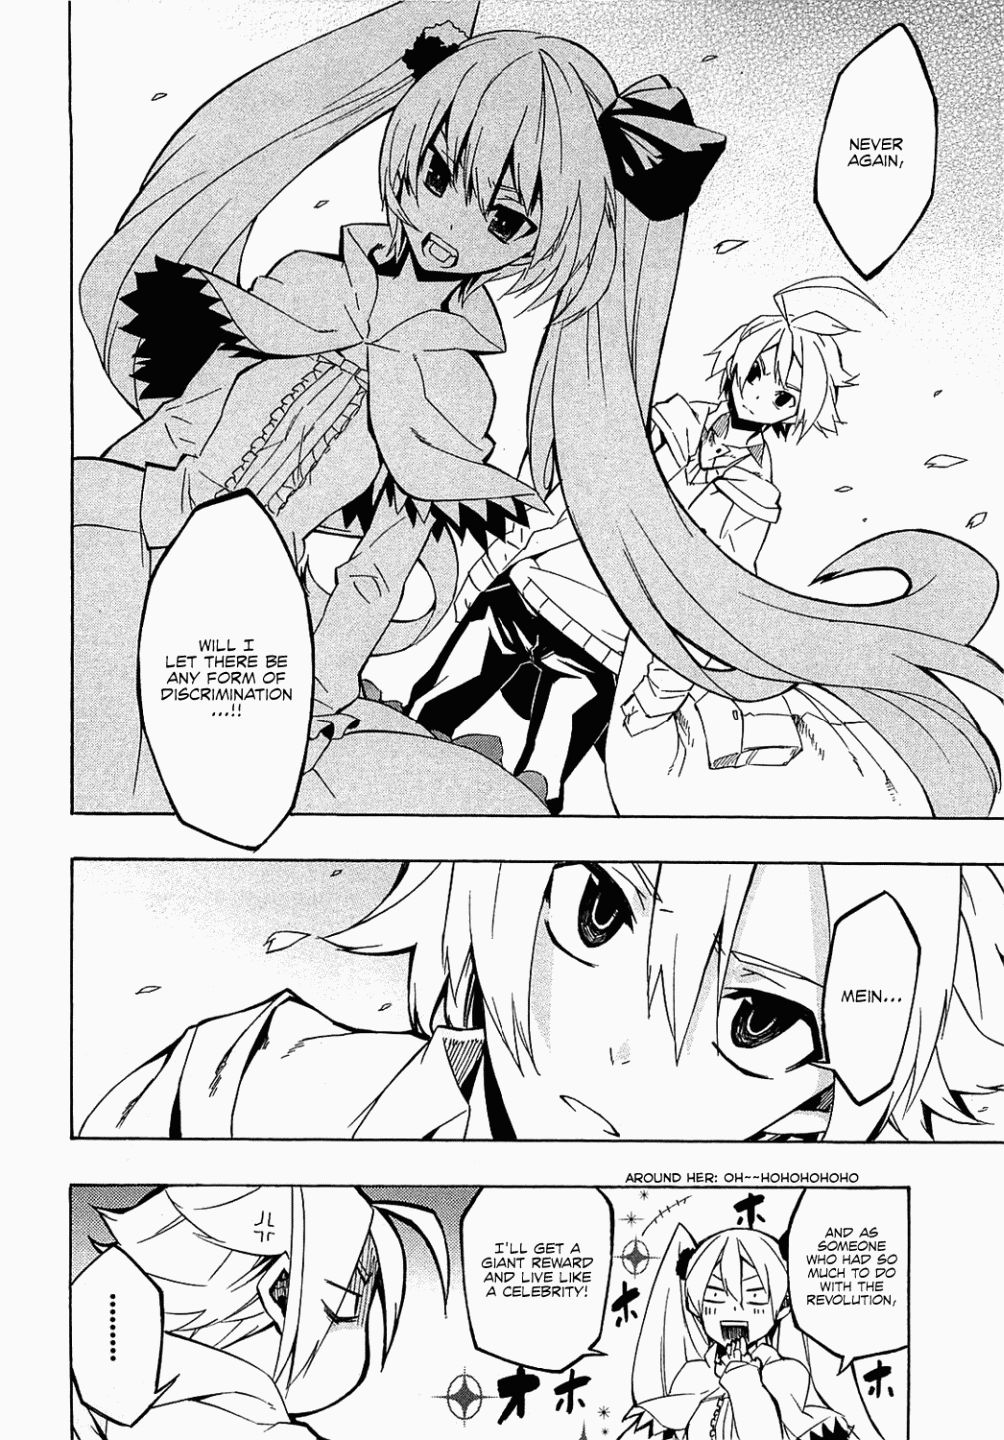 NEVER
AGAIN,
WILL I
LET THERE BE
ANY FORM OF
DISCRIMINATION
...!!
MEIN...
AROUND HER: OH~~HOHOHOHOHO
AND AS
SOMEONE
WHO HAD SO
MUCH TO DO
WITH THE
REVOLUTION,
I'LL GET A
GIANT REWARD
AND LIVE LIKE
A CELEBRITY!
ホ
ホ
ホ
オ ホ
.........